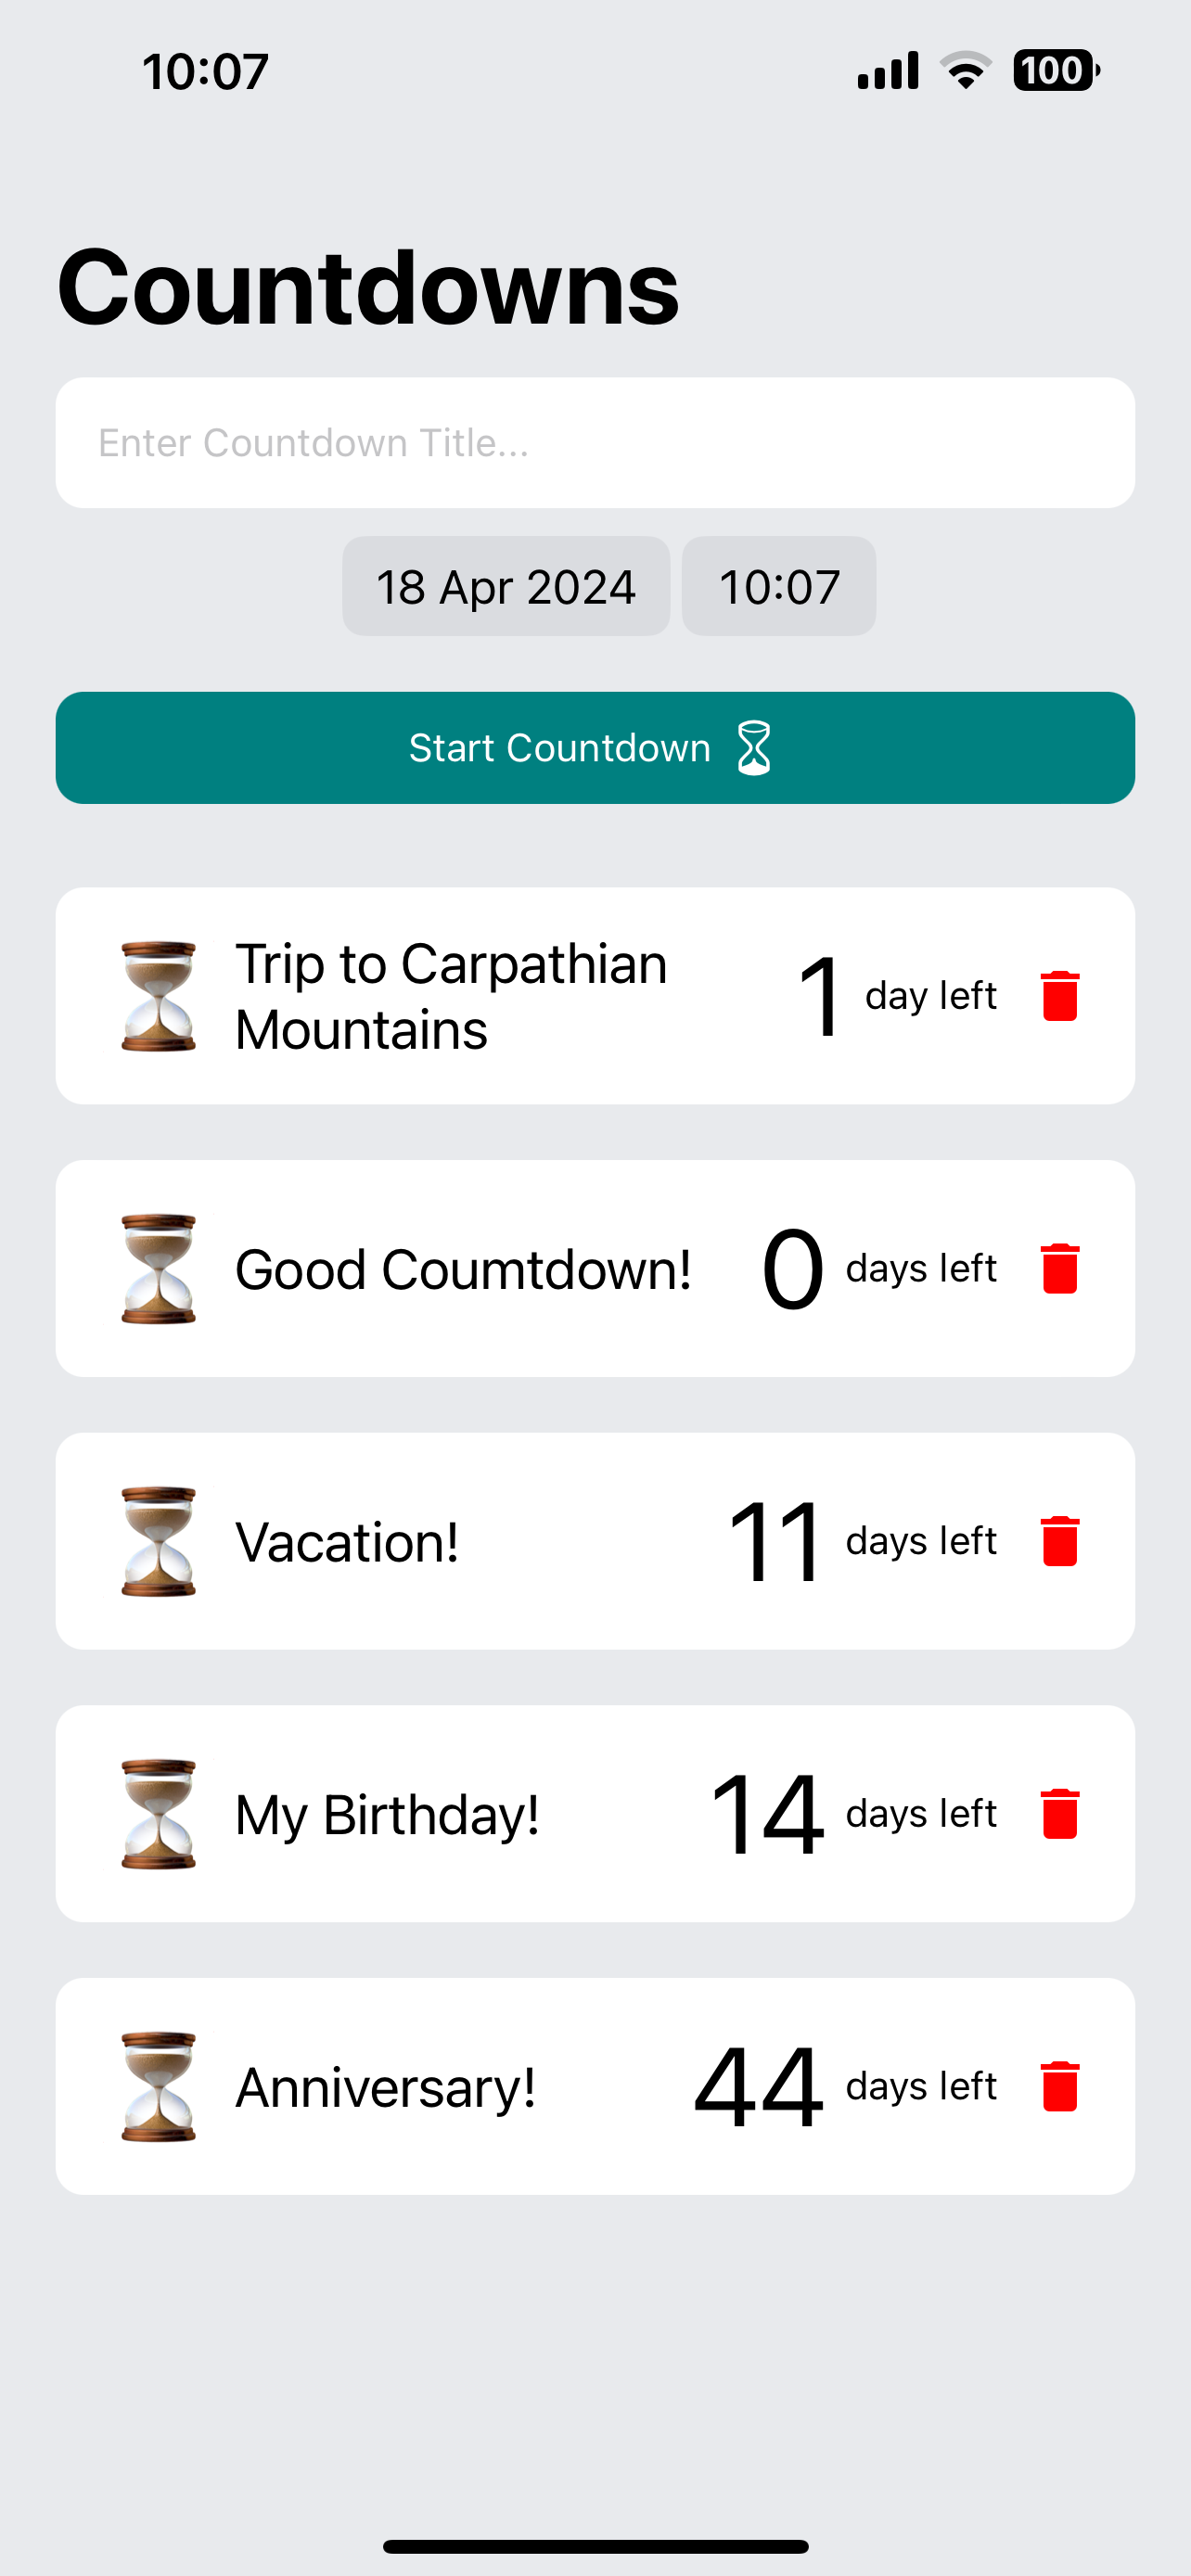 10:07
100
Countdowns
Enter Countdown Title...
18 Apr 2024 10:07
Start Countdown
Trip to Carpathian
Mountains
1 day left
Good Coumtdown! 0 days left
Vacation! 11 days left
My Birthday! 14 days left
Anniversary! 44 days left